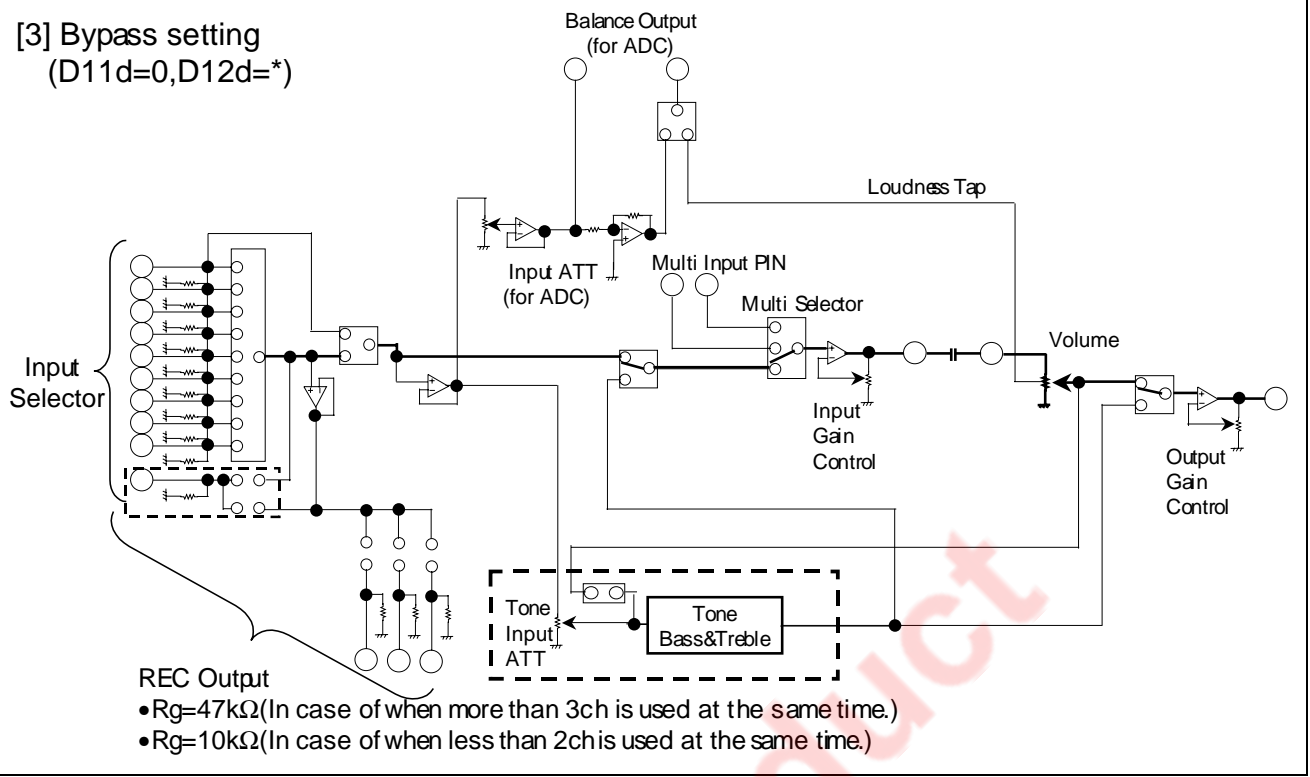 [3] Bypass setting
(D11d=0,D12d=*)
Balance Output
(for ADC)
Loudness Tap
Input ATT
(for ADC)
Multi Input PIN
Multi Selector
Volume
Input
Selector
Input
Gain
Control
Output
Gain
Control
Tone
Input
ATT
Tone
Bass&Treble
REC Output
•Rg=47kΩ(In case of when more than 3ch is used at the same time.)
•Rg=10kΩ(In case of when less than 2ch is used at the same time.)
duct